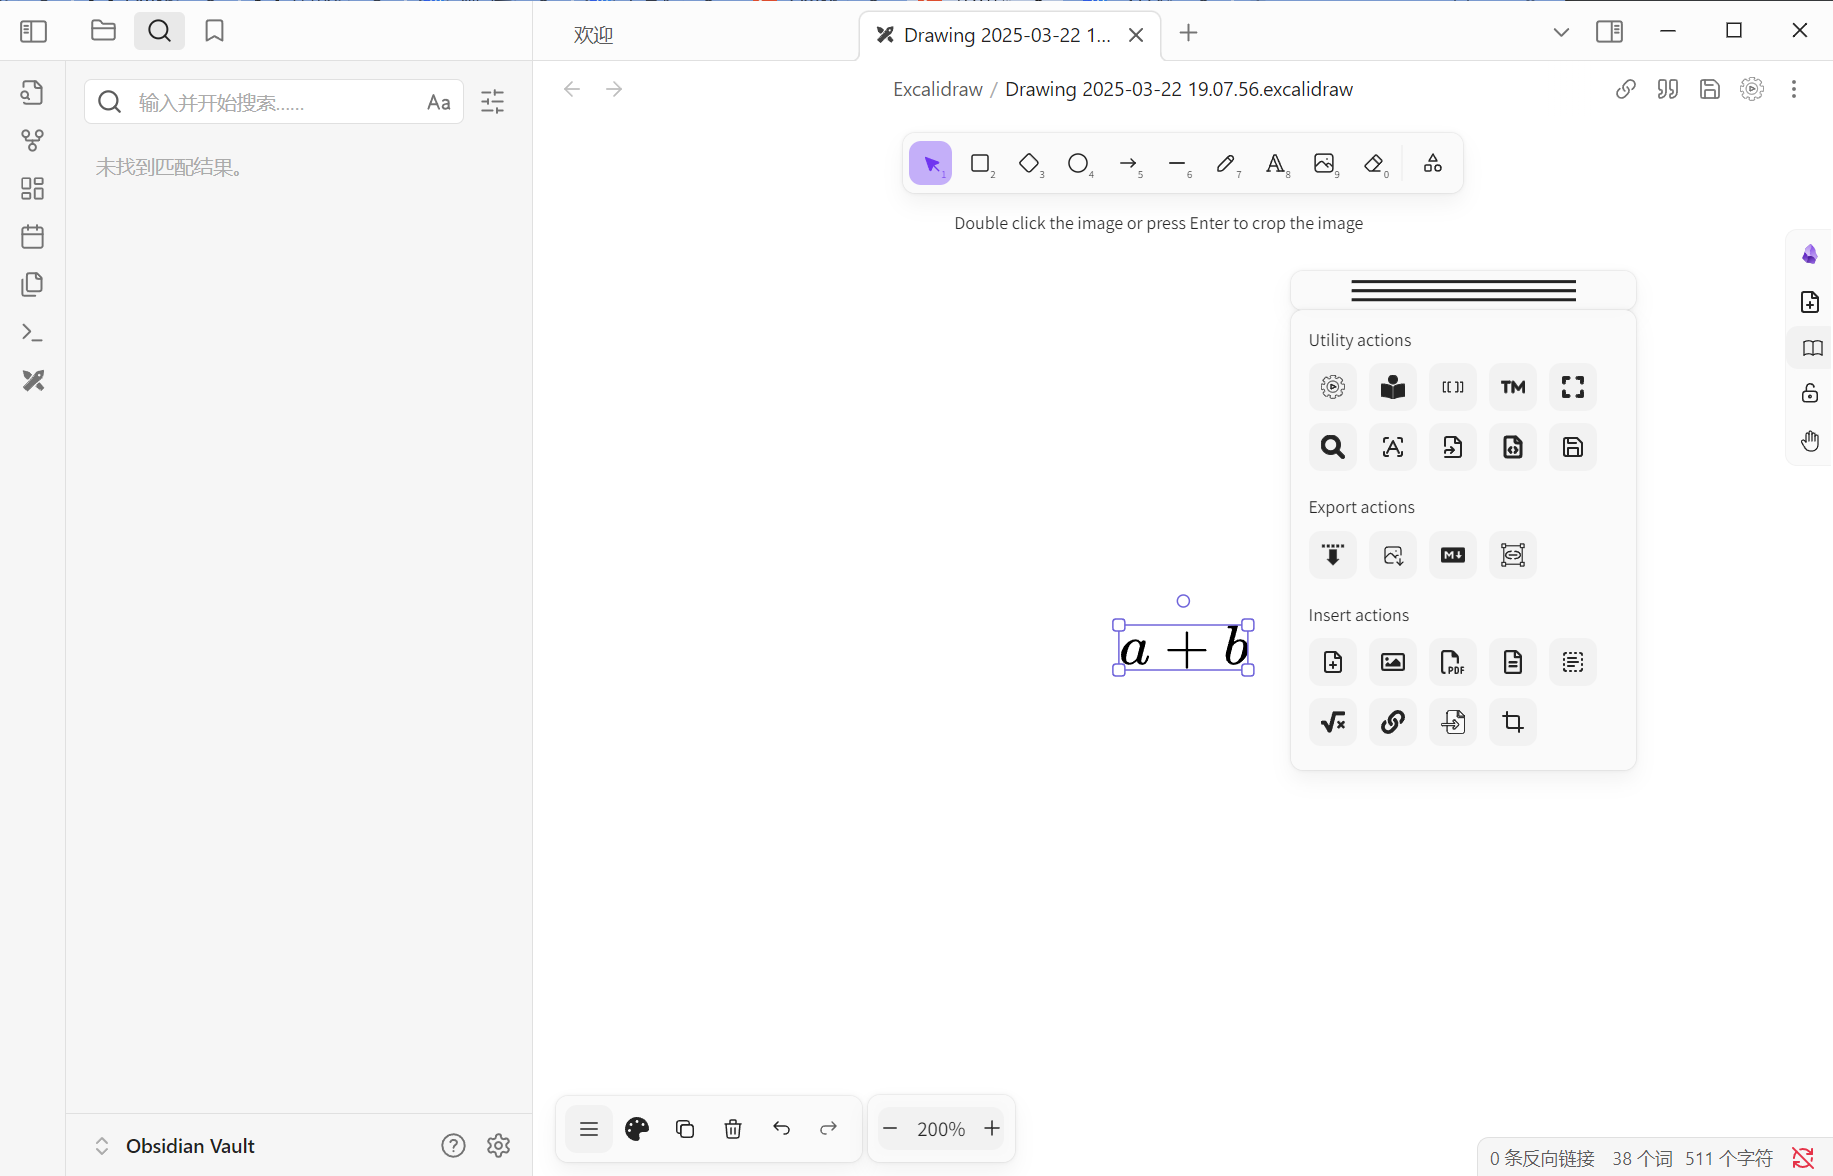 欢迎
Drawing 2025-03-22 1...
输入并开始搜索......
Aa
未找到匹配结果。
Excalidraw / Drawing 2025-03-22 19.07.56.excalidraw
1 2 3 4 5 6 7 8 9 0
Double click the image or press Enter to crop the image
Utility actions
[[ ]]
TM
A
Export actions
M
Insert actions
PDF
a + b
Obsidian Vault
200%
0 条反向链接 38 个词 511 个字符